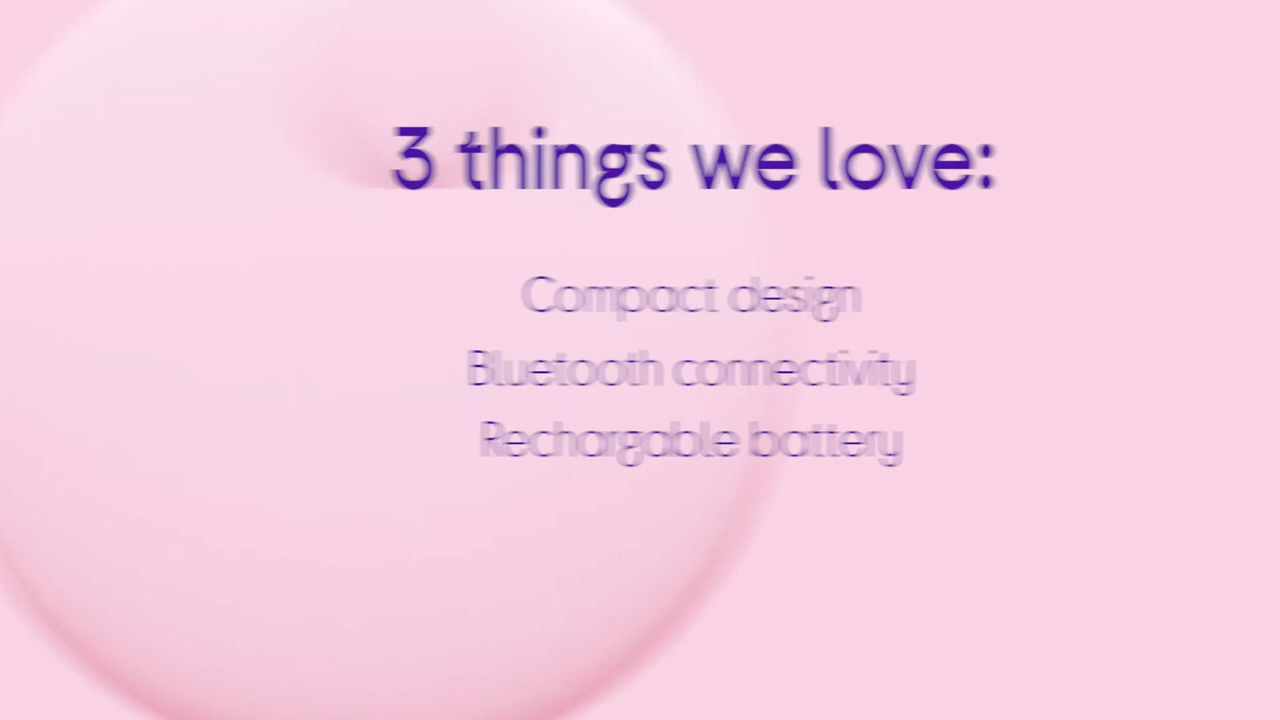 3 things we love:
Compact design
Bluetooth connectivity
Rechargable battery